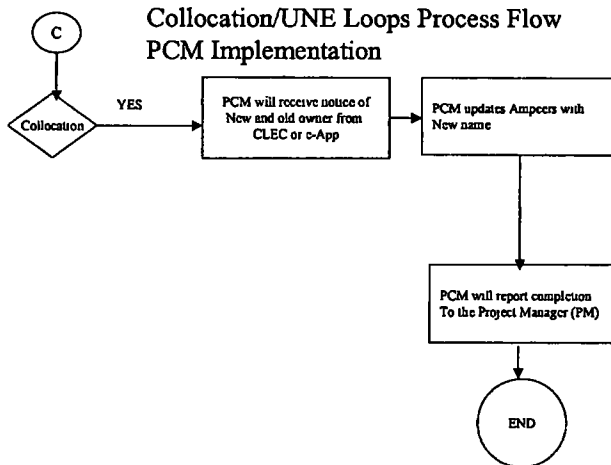 Collocation/UNE Loops Process Flow
PCM Implementation
C
Collocation
YES
PCM will receive notice of
New and old owner from
CLEC or e-App
PCM updates Ampeers with
New name
PCM will report completion
To the Project Manager (PM)
END